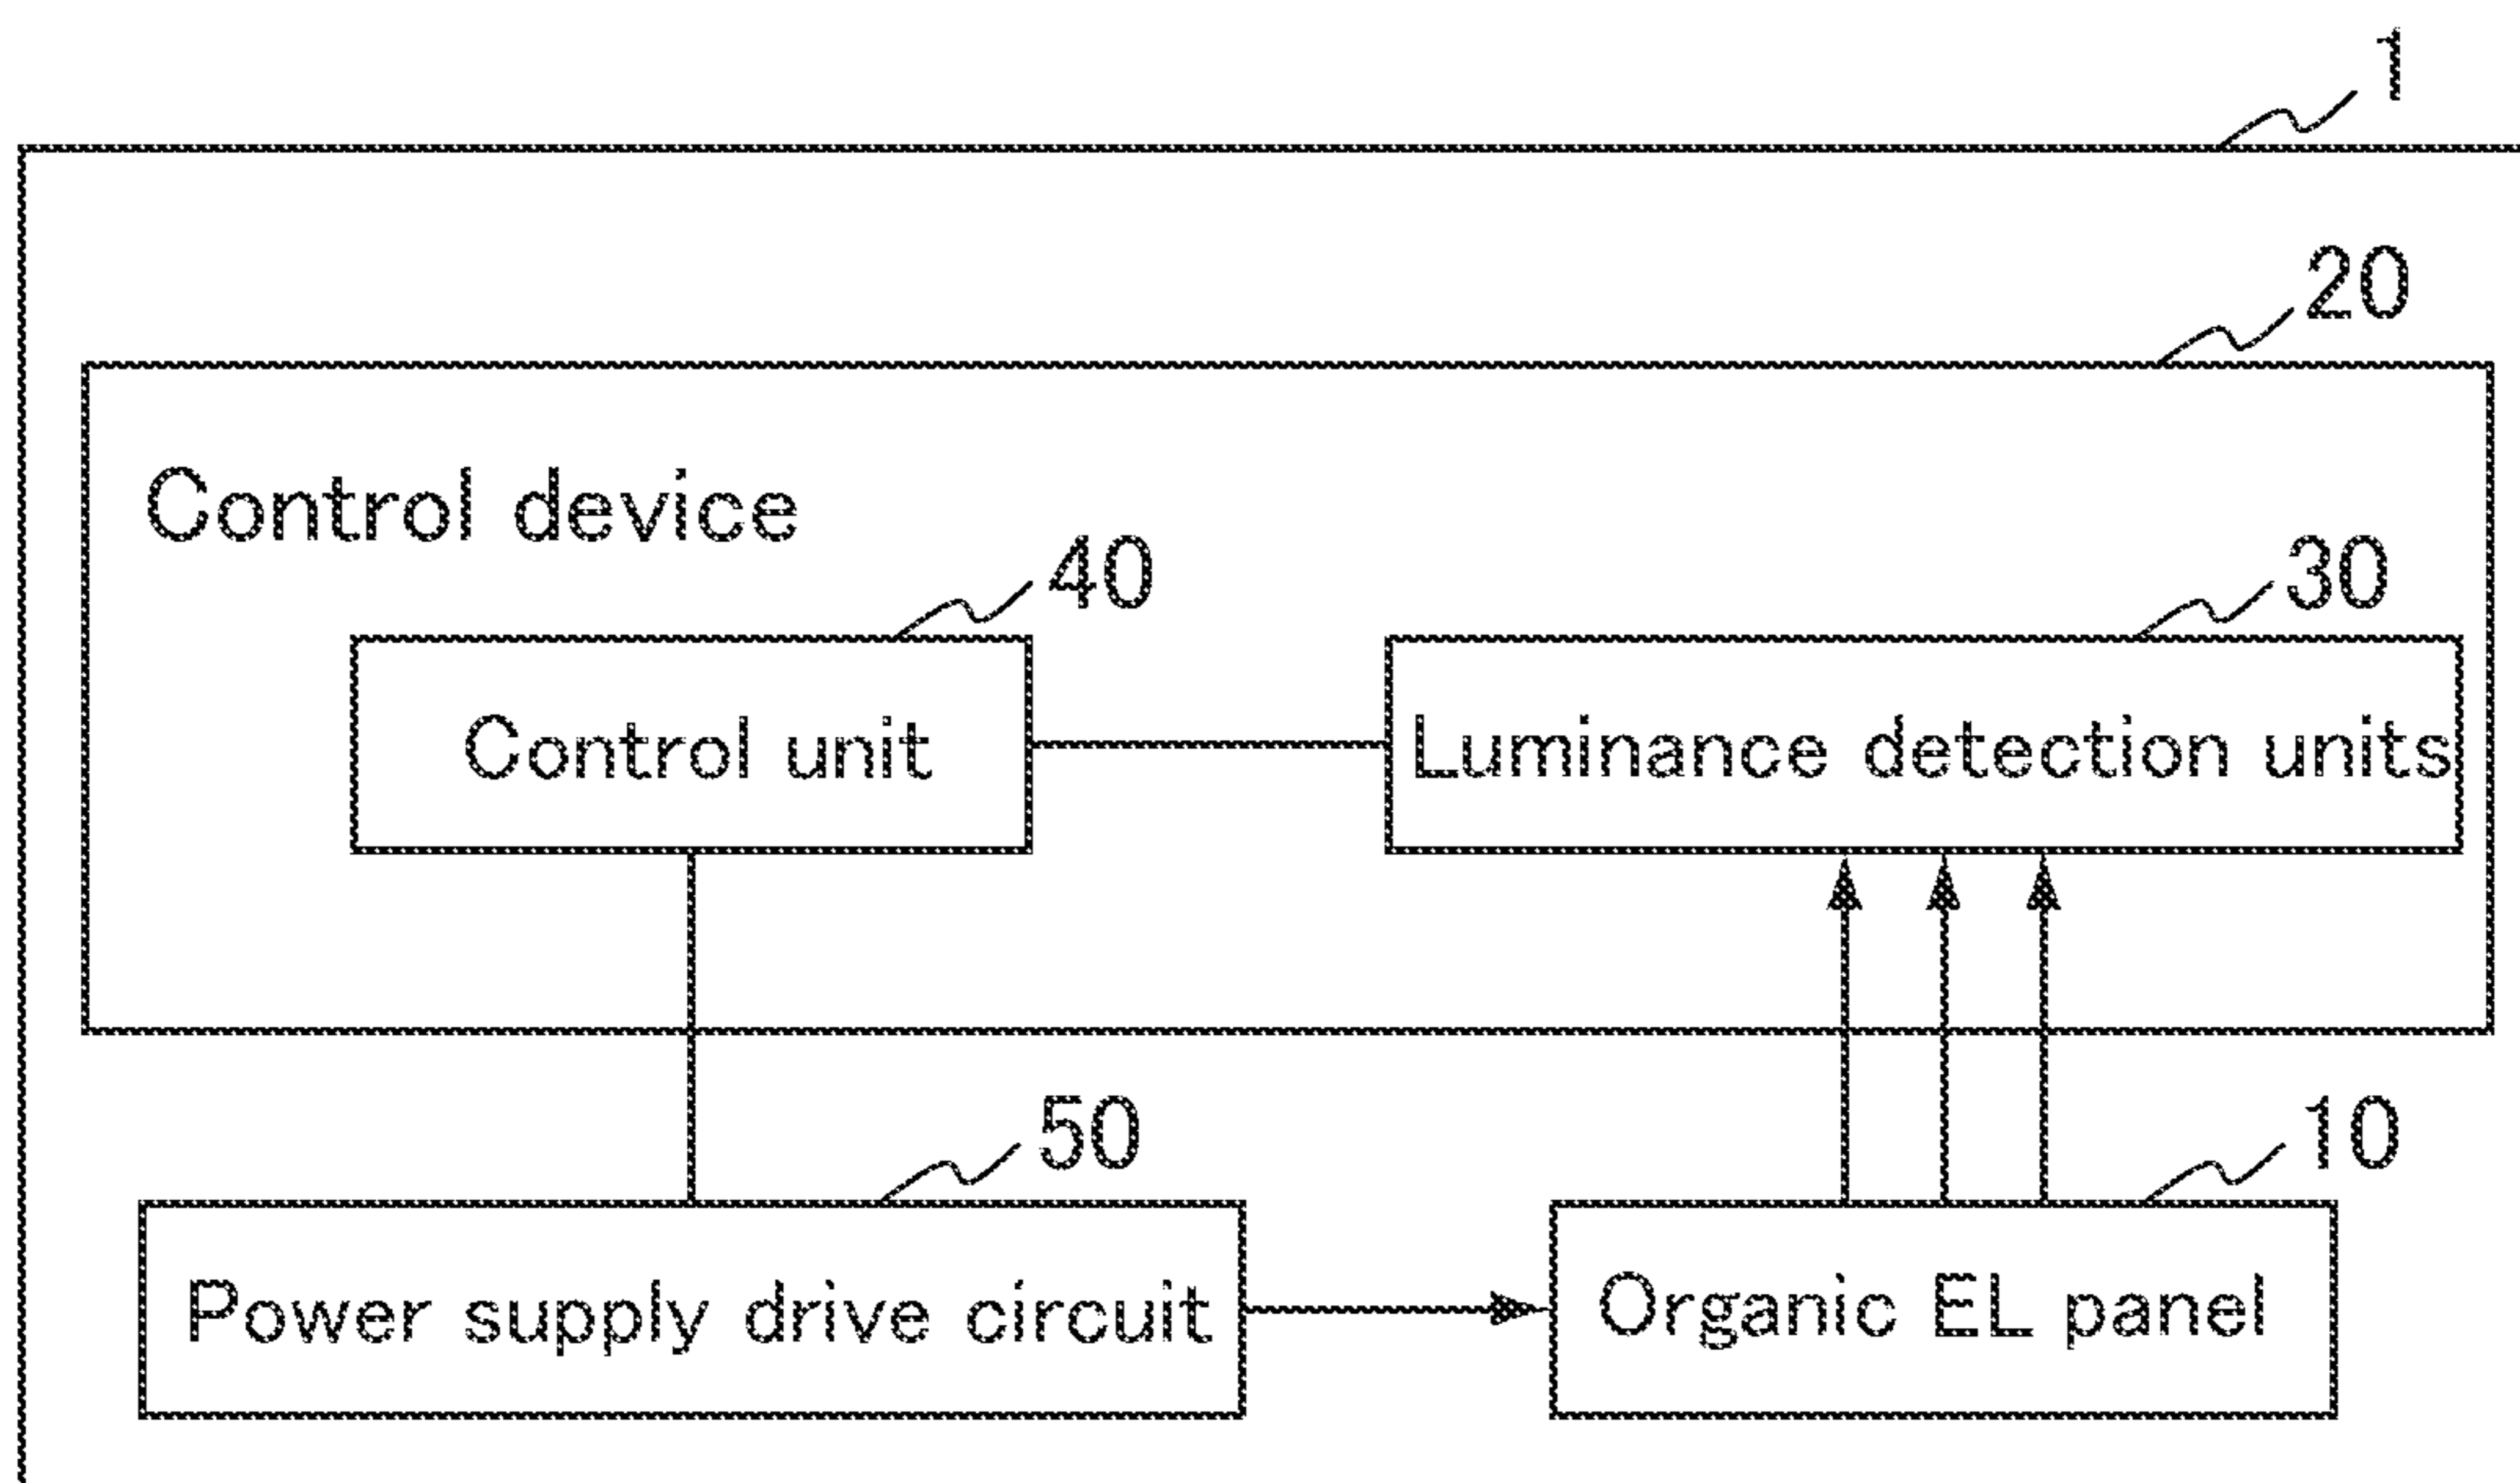 1
20
Control device
40
30
Control unit
Luminance detection units
50
10
Power supply drive circuit
Organic EL panel